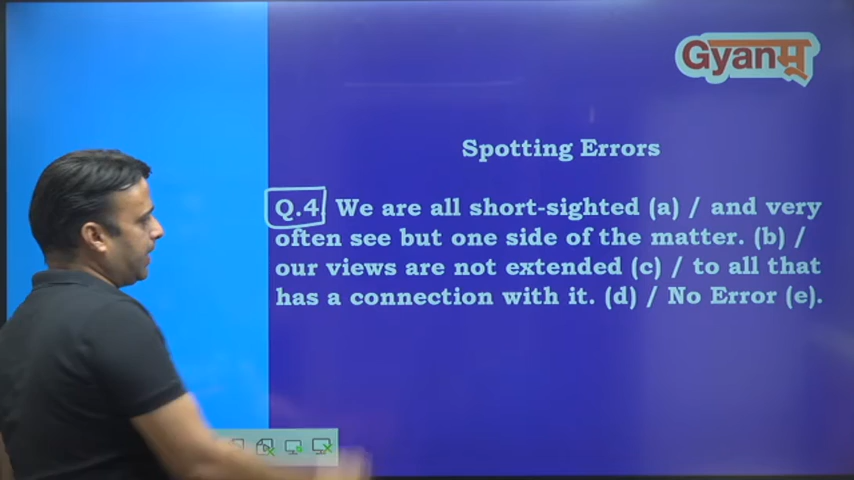 Gyanम्
Spotting Errors
Q.4 We are all short-sighted (a) / and very
often see but one side of the matter. (b) /
our views are not extended (c) / to all that
has a connection with it. (d) / No Error (e).